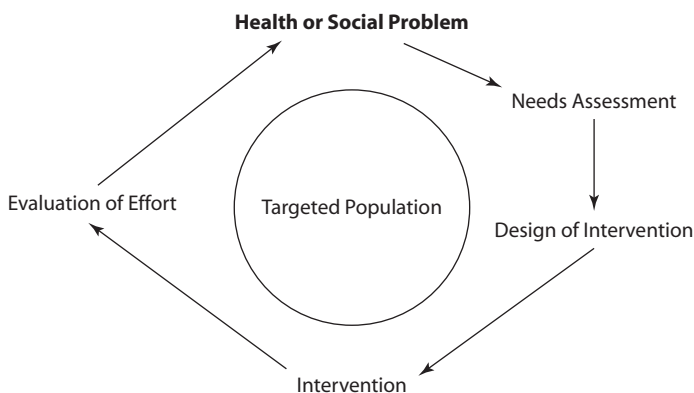 Health or Social Problem
Needs Assessment
Evaluation of Effort
Targeted Population
Design of Intervention
Intervention